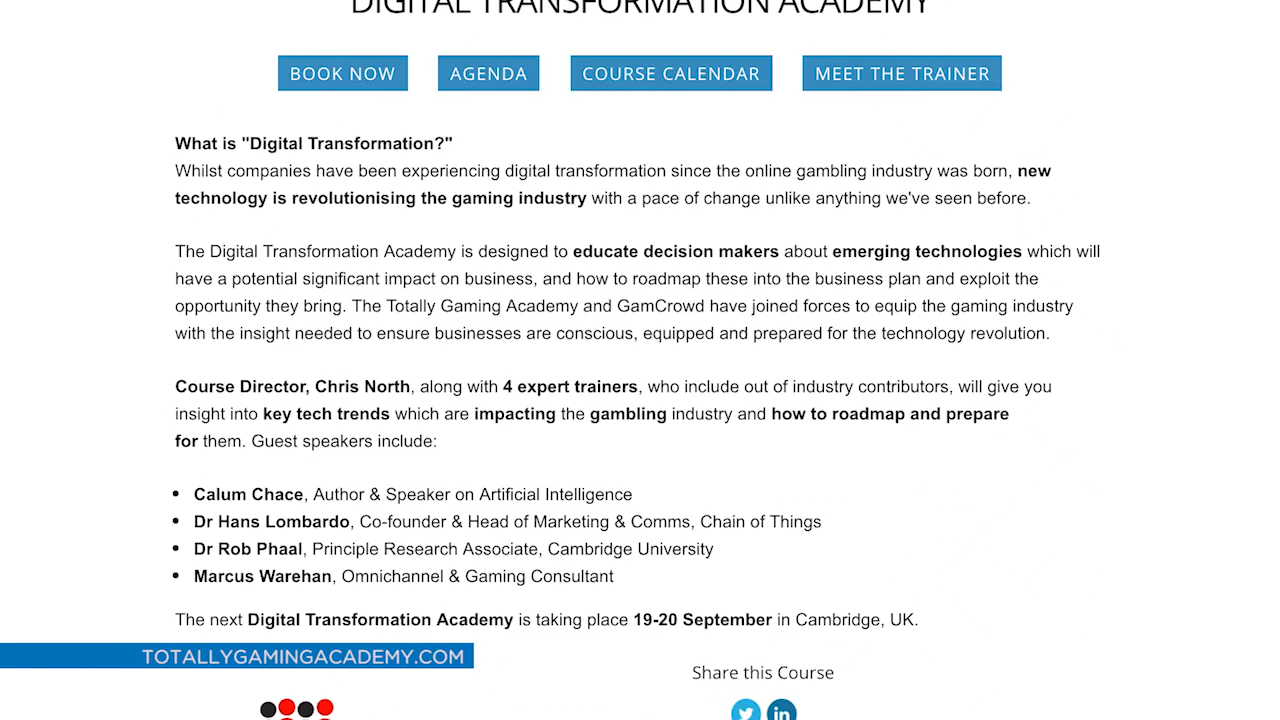 DIGITAL TRANSFORMATION ACADEMY
BOOK NOW AGENDA COURSE CALENDAR MEET THE TRAINER
What is "Digital Transformation?"
Whilst companies have been experiencing digital transformation since the online gambling industry was born, new
technology is revolutionising the gaming industry with a pace of change unlike anything we've seen before.
The Digital Transformation Academy is designed to educate decision makers about emerging technologies which will
have a potential significant impact on business, and how to roadmap these into the business plan and exploit the
opportunity they bring. The Totally Gaming Academy and GamCrowd have joined forces to equip the gaming industry
with the insight needed to ensure businesses are conscious, equipped and prepared for the technology revolution.
Course Director, Chris North, along with 4 expert trainers, who include out of industry contributors, will give you
insight into key tech trends which are impacting the gambling industry and how to roadmap and prepare
for them. Guest speakers include:
• Calum Chace, Author & Speaker on Artificial Intelligence
• Dr Hans Lombardo, Co-founder & Head of Marketing & Comms, Chain of Things
• Dr Rob Phaal, Principle Research Associate, Cambridge University
• Marcus Warehan, Omnichannel & Gaming Consultant
The next Digital Transformation Academy is taking place 19-20 September in Cambridge, UK.
TOTALLYGAMINGACADEMY.COM
Share this Course
in